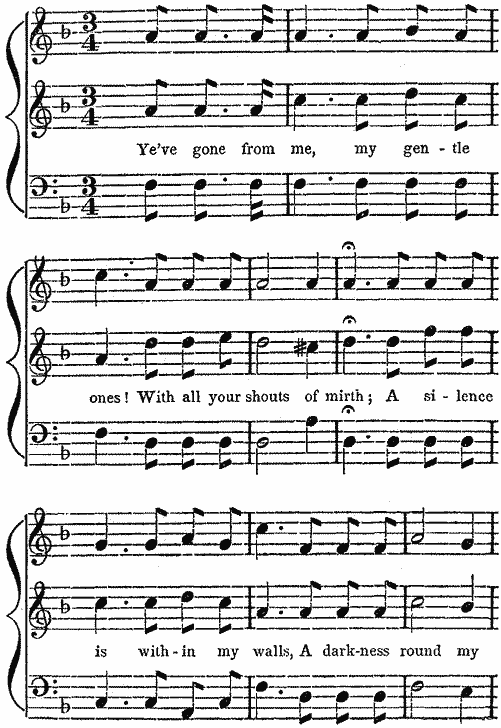 Ye've gone from me, my gen - tle
ones! With all your shouts of mirth; A si - lence
is with - in my walls, A dark-ness round my